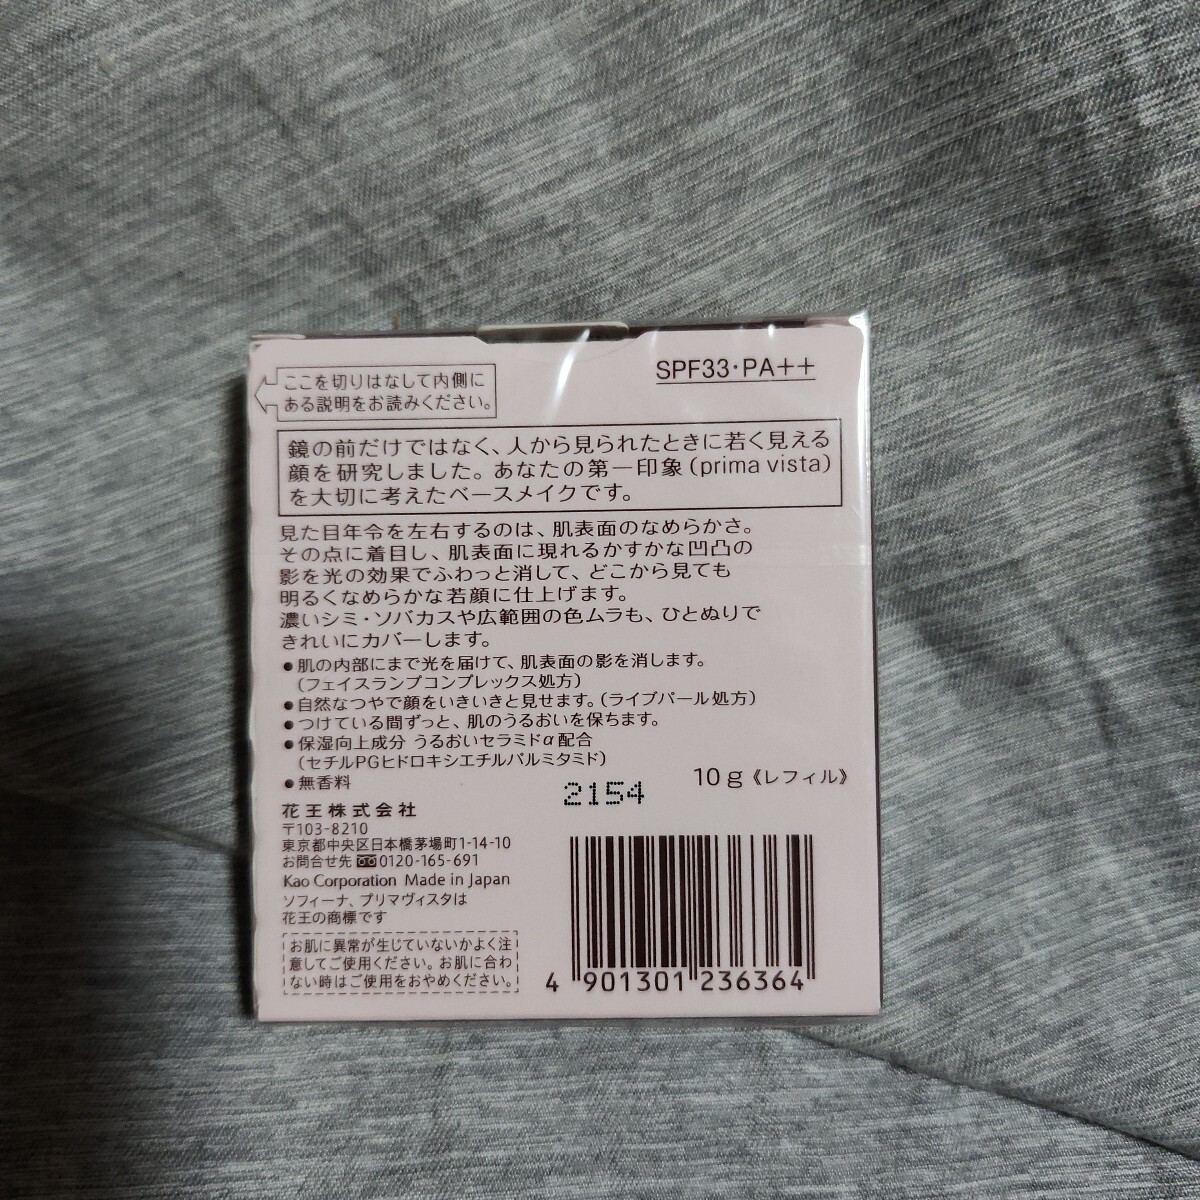 ここを切りはなして内側に
ある説明をお読みください。
SPF33・PA++
鏡の前だけではなく、人から見られたときに若く見える
顔を研究しました。あなたの第一印象(prima vista)
を大切に考えたベースメイクです。
見た目年令を左右するのは、肌表面のなめらかさ。
その点に着目し、肌表面に現れるかすかな凹凸の
影を光の効果でふわっと消して、どこから見ても
明るくなめらかな若顔に仕上げます。
濃いシミ・ソバカスや広範囲の色ムラも、ひとぬりで
きれいにカバーします。
●肌の内部にまで光を届けて、肌表面の影を消します。
(フェイスランプコンプレックス処方)
●自然なつやで顔をいきいきと見せます。(ライブパール処方)
●つけている間ずっと、肌のうるおいを保ちます。
●保湿向上成分 うるおいセラミドα配合
(セチルPGヒドロキシエチルパルミタミド)
●無香料
2154
10g《レフィル》
花王株式会社
〒103-8210
東京都中央区日本橋茅場町1-14-10
お問合せ先 0120-165-691
Kao Corporation Made in Japan
ソフィーナ、プリマヴィスタは
花王の商標です
お肌に異常が生じていないかよく注
意してご使用ください。お肌に合わ
ない時はご使用をおやめください。
4 901301 236364